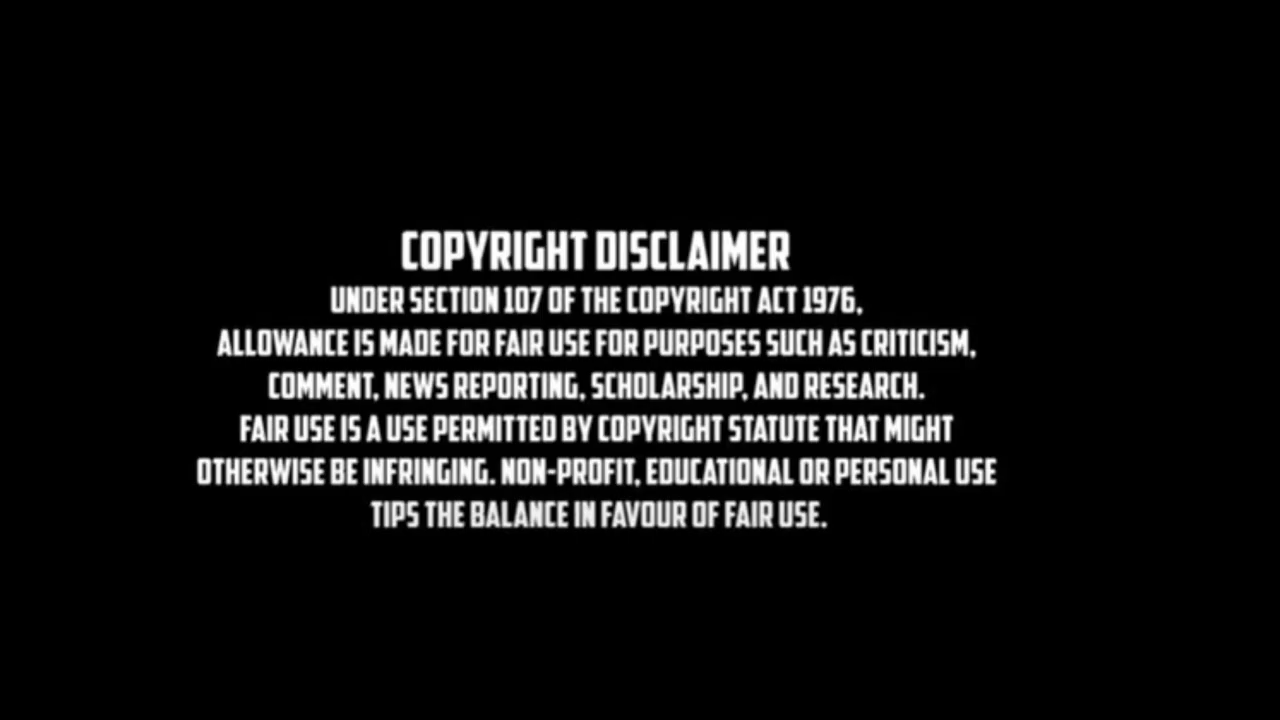 COPYRIGHT DISCLAIMER
UNDER SECTION 107 OF THE COPYRIGHT ACT 1976,
ALLOWANCE IS MADE FOR FAIR USE FOR PURPOSES SUCH AS CRITICISM,
COMMENT, NEWS REPORTING, SCHOLARSHIP, AND RESEARCH.
FAIR USE IS A USE PERMITTED BY COPYRIGHT STATUTE THAT MIGHT
OTHERWISE BE INFRINGING. NON-PROFIT, EDUCATIONAL OR PERSONAL USE
TIPS THE BALANCE IN FAVOUR OF FAIR USE.